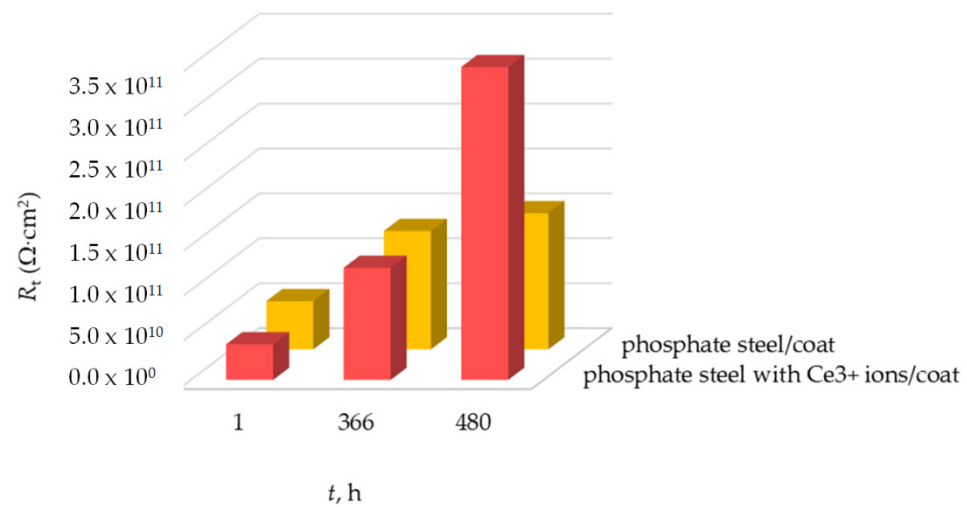 3.5 x 10¹¹
3.0 x 10¹¹
2.5 x 10¹¹
2.0 x 10¹¹
1.5 x 10¹¹
1.0 x 10¹¹
5.0 x 10¹⁰
0.0 x 10⁰
Rₜ (Ω·cm²)
phosphate steel/coat
phosphate steel with Ce3+ ions/coat
1 366 480
t, h